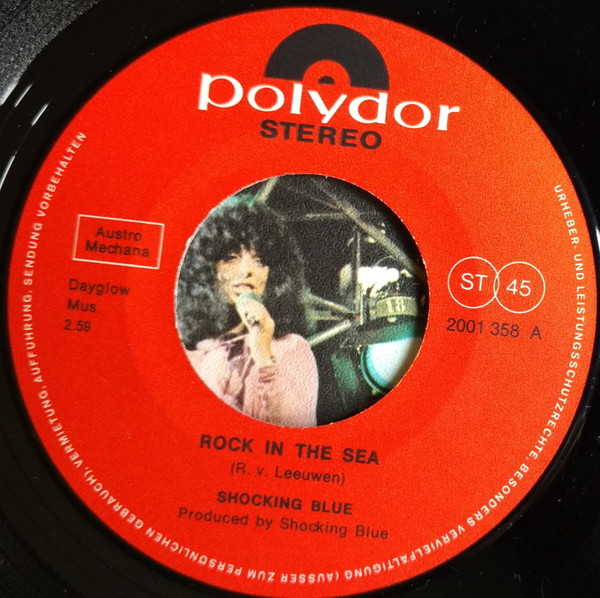 polydor
STEREO
Austro
Mechana
Dayglow
Mus
2.59
ST 45
2001 358 A
ROCK IN THE SEA
(R. v. Leeuwen)
SHOCKING BLUE
Produced by Shocking Blue
URHEBER- UND LEISTUNGSSCHUTZRECHTE, BESONDERS VERVIELFÄLTIGUNG (AUSSER ZUM PERSÖNLICHEN GEBRAUCH), VERMIETUNG, AUFFÜHRUNG, SENDUNG VORBEHALTEN